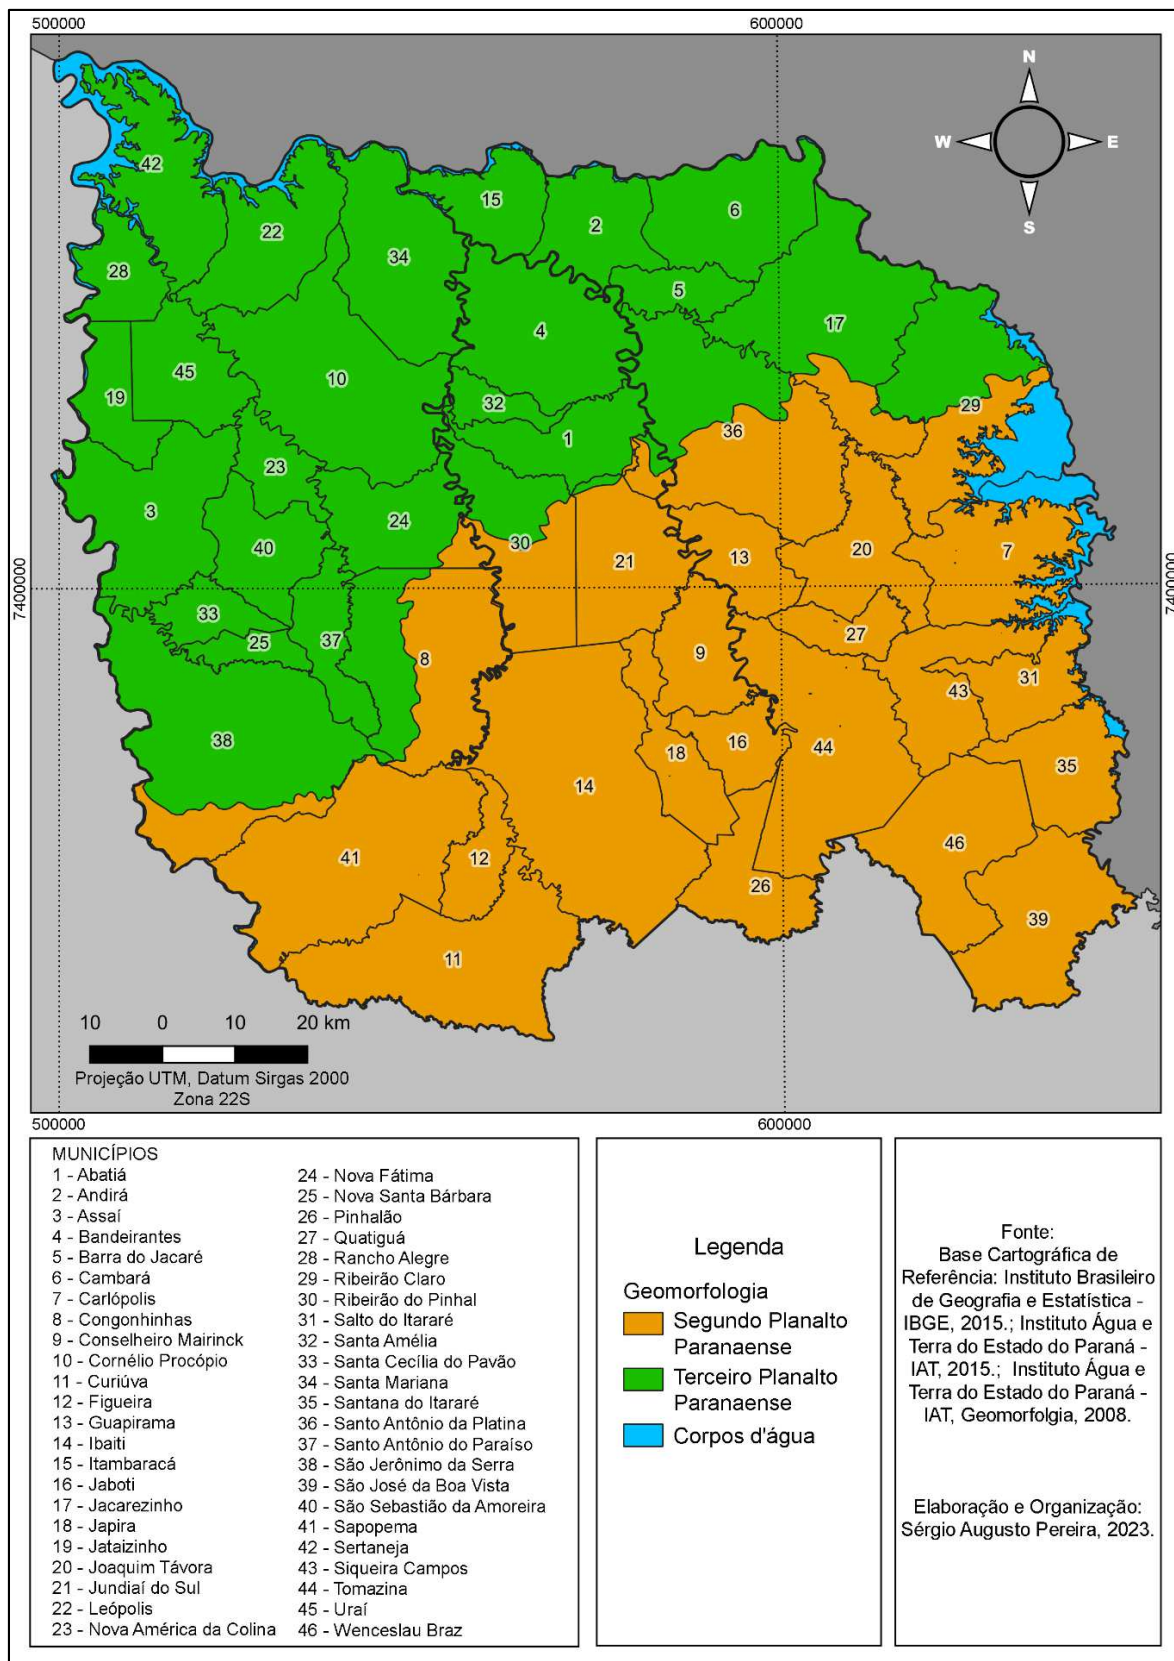 500000
600000
N
W
E
S
42
15
2
6
22
34
28
5
17
4
45
10
19
32
29
36
1
23
3
24
30
40
21
13
20
7
7400000
7400000
33
25
37
27
8
9
31
43
38
16
18
44
35
14
41
12
46
26
39
11
10 0 10 20 km
Projeção UTM, Datum Sirgas 2000
Zona 22S
500000
600000
MUNICÍPIOS
1 - Abatiá
2 - Andirá
3 - Assaí
4 - Bandeirantes
5 - Barra do Jacaré
6 - Cambará
7 - Carlópolis
8 - Congonhinhas
9 - Conselheiro Mairinck
10 - Cornélio Procópio
11 - Curiúva
12 - Figueira
13 - Guapirama
14 - Ibaiti
15 - Itambaracá
16 - Jaboti
17 - Jacarezinho
18 - Japira
19 - Jataizinho
20 - Joaquim Távora
21 - Jundiaí do Sul
22 - Leópolis
23 - Nova América da Colina
24 - Nova Fátima
25 - Nova Santa Bárbara
26 - Pinhalão
27 - Quatiguá
28 - Rancho Alegre
29 - Ribeirão Claro
30 - Ribeirão do Pinhal
31 - Salto do Itararé
32 - Santa Amélia
33 - Santa Cecília do Pavão
34 - Santa Mariana
35 - Santana do Itararé
36 - Santo Antônio da Platina
37 - Santo Antônio do Paraíso
38 - São Jerônimo da Serra
39 - São José da Boa Vista
40 - São Sebastião da Amoreira
41 - Sapopema
42 - Sertaneja
43 - Siqueira Campos
44 - Tomazina
45 - Uraí
46 - Wenceslau Braz
Legenda
Geomorfologia
Segundo Planalto
Paranaense
Terceiro Planalto
Paranaense
Corpos d'água
Fonte:
Base Cartográfica de
Referência: Instituto Brasileiro
de Geografia e Estatística -
IBGE, 2015.; Instituto Água e
Terra do Estado do Paraná -
IAT, 2015.; Instituto Água e
Terra do Estado do Paraná -
IAT, Geomorfolgia, 2008.
Elaboração e Organização:
Sérgio Augusto Pereira, 2023.